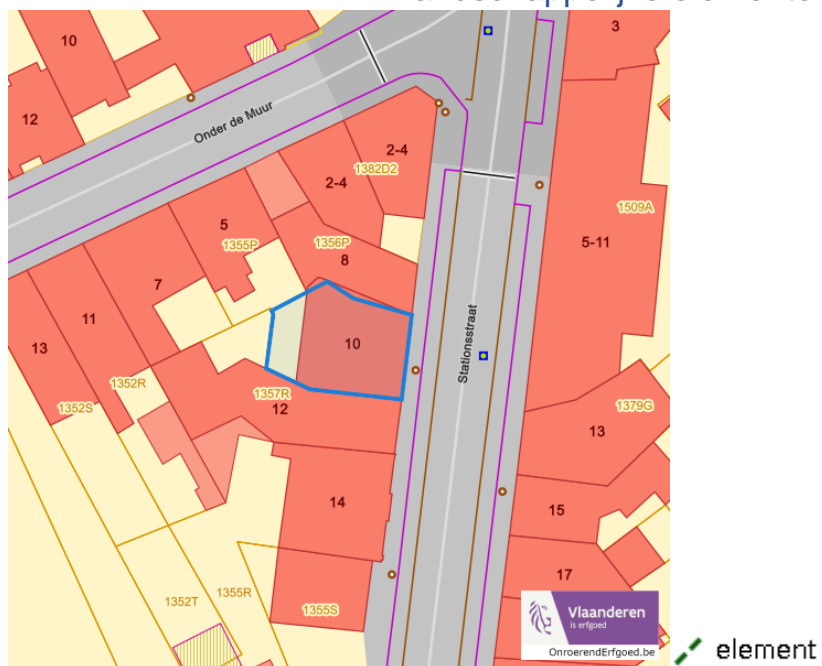 10
3
12
Onder de Muur
2-4
1382D2
2-4
1509A
5
1355P
1356P
5-11
8
7
11
Stationsstraat
13
10
1352R
1357R
1352S
12
1379G
13
14
15
17
1352T
1355R
1355S
Vlaanderen
is erfgoed
OnroerendErfgoed.be
element